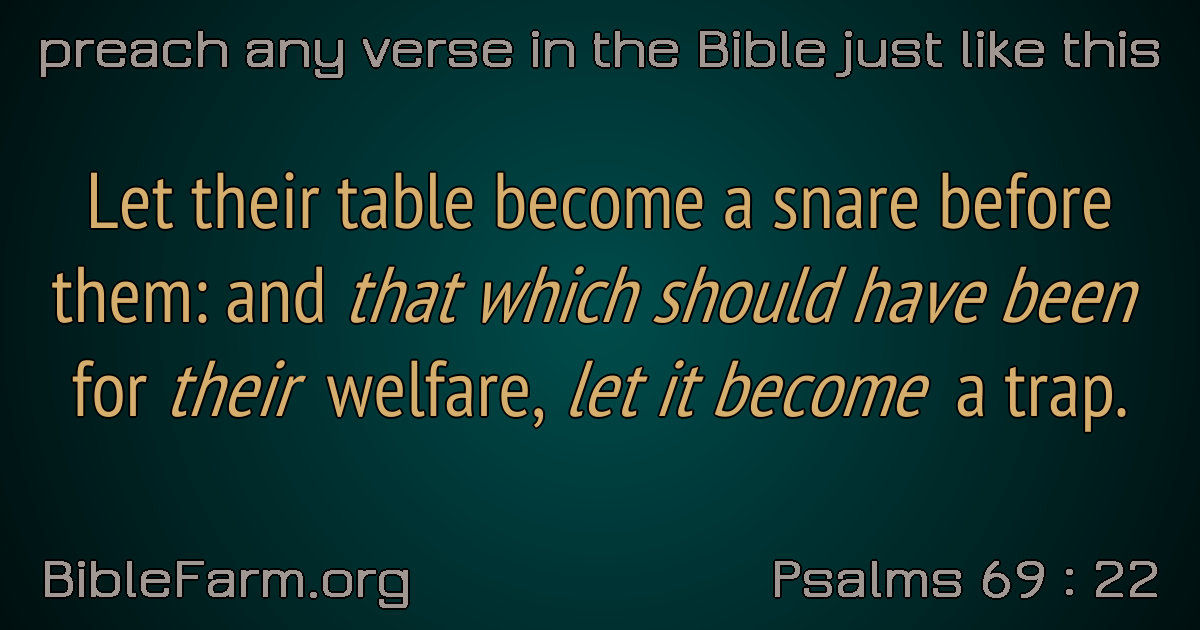 preach any verse in the Bible just like this
Let their table become a snare before
them: and that which should have been
for their welfare, let it become a trap.
BibleFarm.org
Psalms 69 : 22